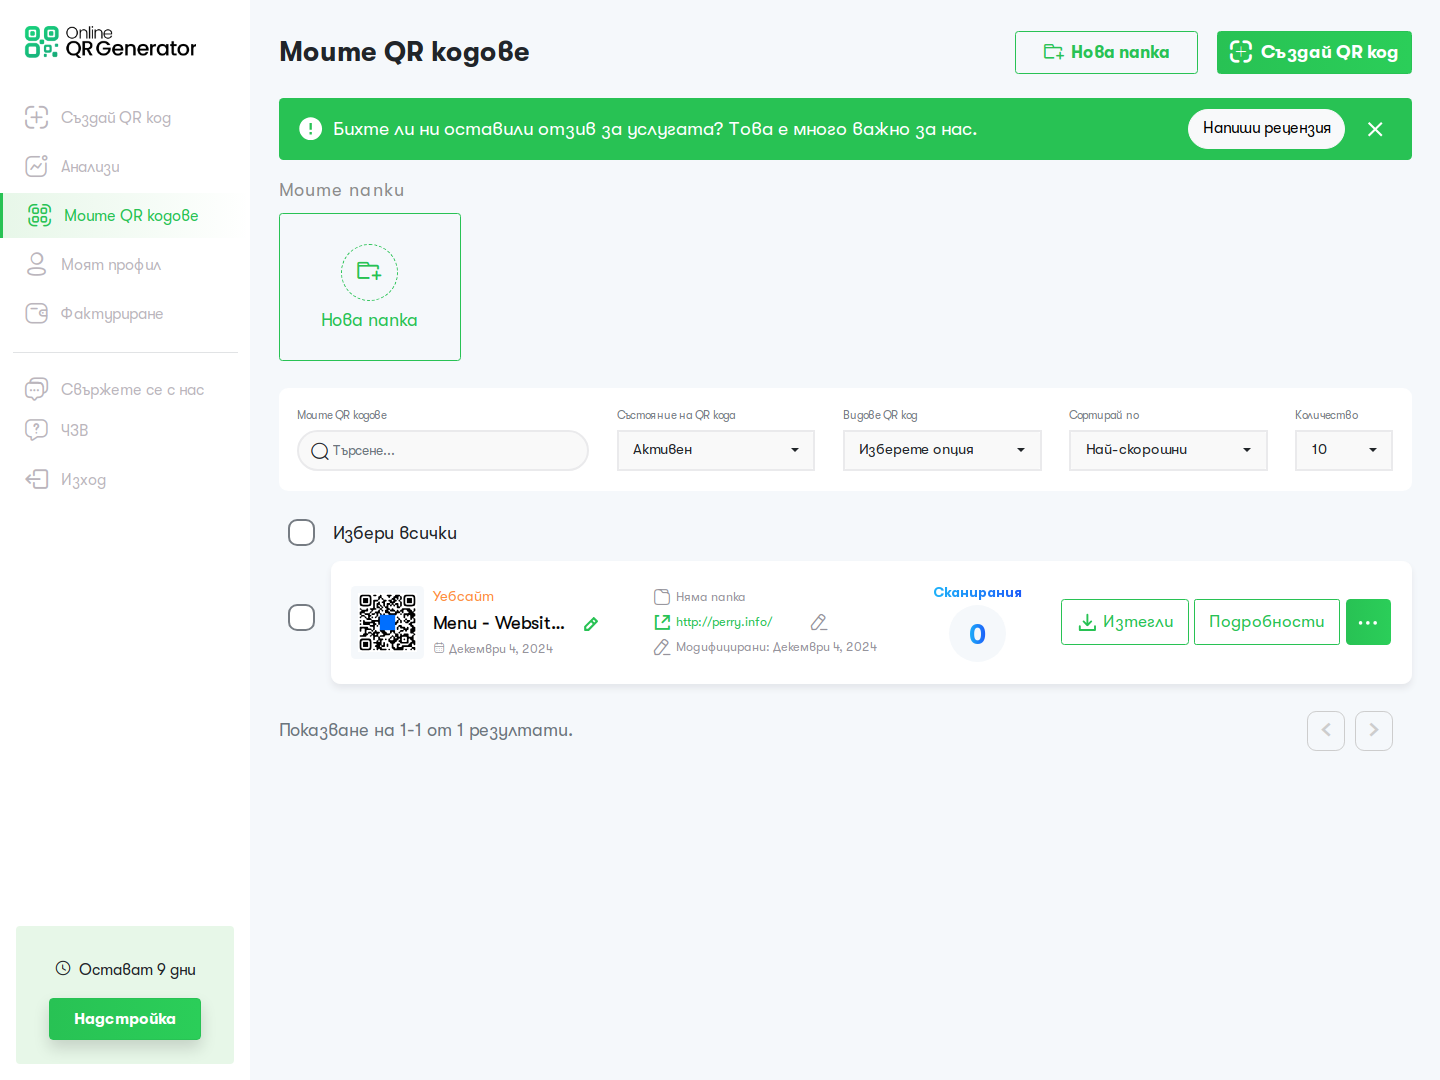 Online
QR Generator
Създай QR код
Анализи
Моите QR кодове
Моят профил
Фактуриране
Свържете се с нас
ЧЗВ
Изход
Остават 9 дни
Надстройка
Моите QR кодове
Нова папка
Създай QR код
Бихте ли ни оставили отзив за услугата? Това е много важно за нас.
Напиши рецензия
Моите папки
Нова папка
Моите QR кодове
Търсене...
Състояние на QR кода
Активен
Видове QR код
Изберете опция
Сортирай по
Най-скорошни
Количество
10
Избери всички
Уебсайт
Menu - Websit...
Декември 4, 2024
Няма папка
http://perry.info/
Модифицирани: Декември 4, 2024
Сканирания
0
Изтегли
Подробности
Показване на 1-1 от 1 резултати.